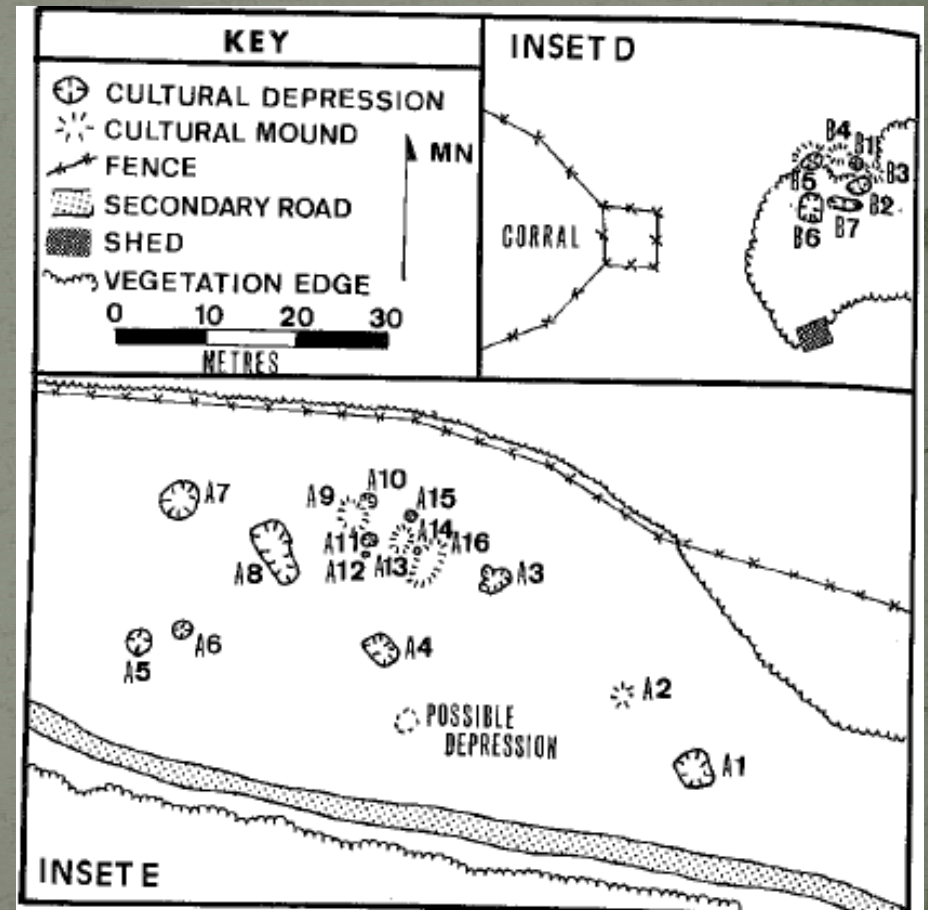 KEY
CULTURAL DEPRESSION
CULTURAL MOUND
FENCE
MN
SECONDARY ROAD
SHED
VEGETATION EDGE
0 10 20 30
METRES
INSET D
B4
B1
B3
B5
B2
B6
B7
CORRAL
A7
A9
A10
A15
A14
A16
A11
A8
A12
A13
A3
A6
A5
A4
A2
POSSIBLE
DEPRESSION
A1
INSET E